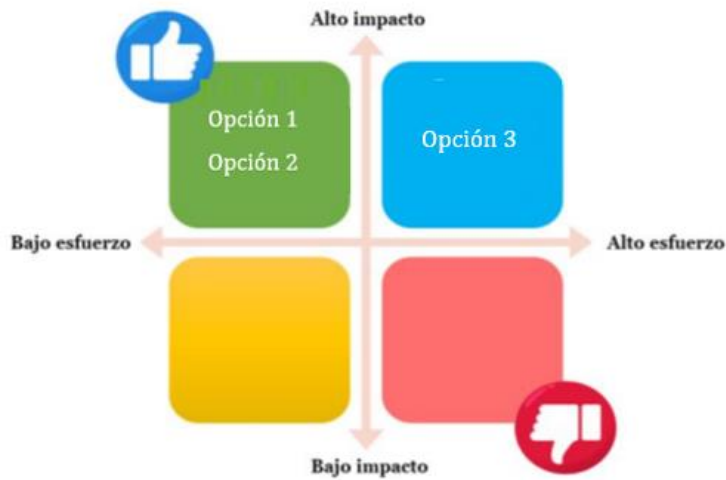 Alto impacto
Opción 1
Opción 2
Opción 3
Bajo esfuerzo
Alto esfuerzo
Bajo impacto